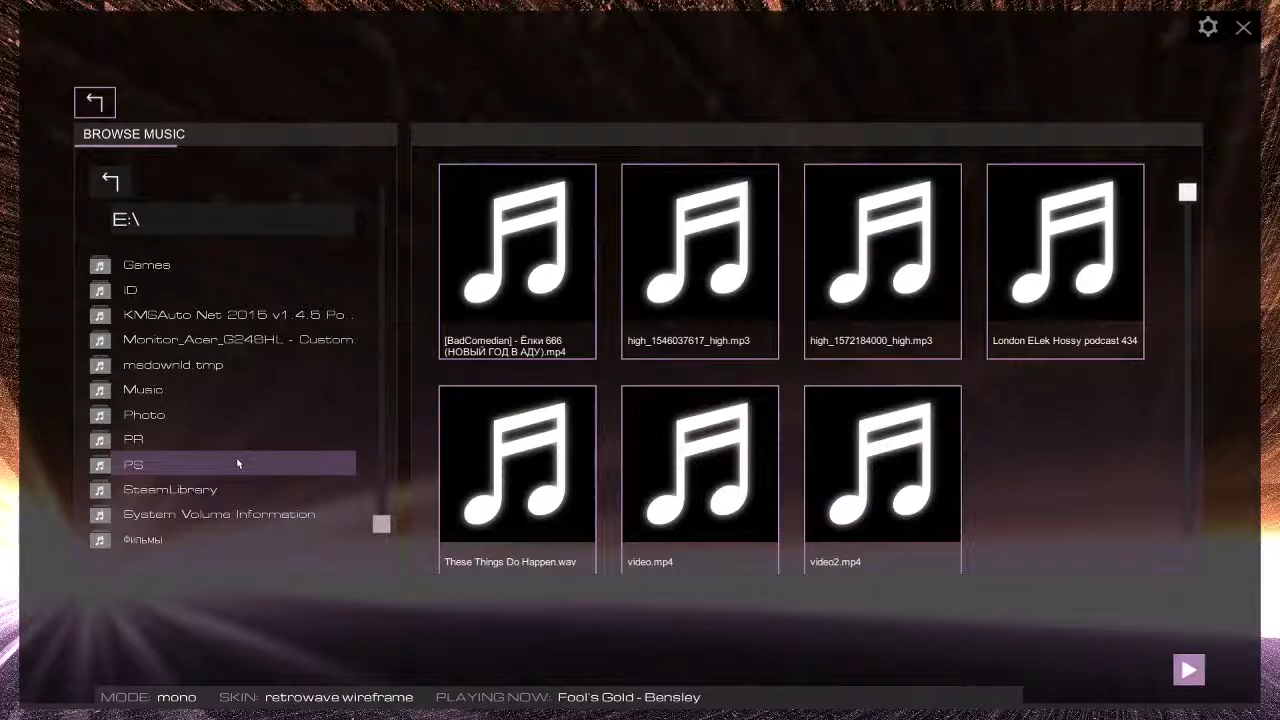 BROWSE MUSIC
E:\
Games
ID
KMSAuto Net 2015 v1.4.5 Po..
Monitor_Acer_G246HL - Custom.
msdownld.tmp
Music
Photo
PR
PS
SteamLibrary
System Volume Information
Фильмы
[BadComedian] - Ёлки 666
(НОВЫЙ ГОД В АДУ).mp4
high_1546037617_high.mp3
high_1572184000_high.mp3
London ELek Hossy podcast 434
These Things Do Happen.wav
video.mp4
video2.mp4
MODE: mono SKIN: retrowave wireframe PLAYING NOW: Fool's Gold - Bensley